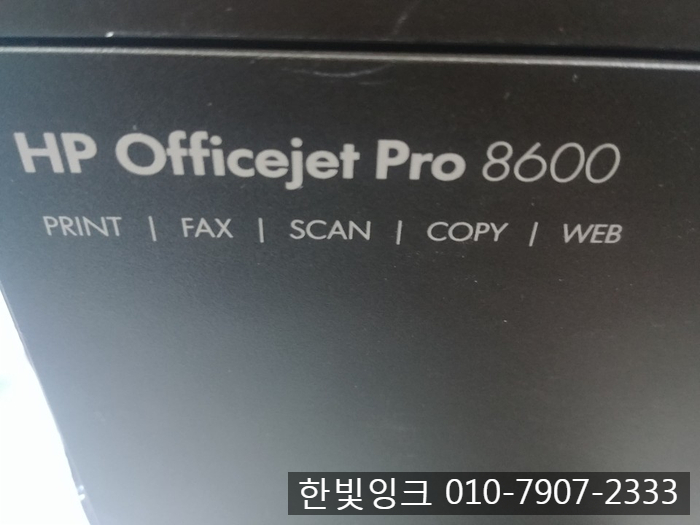 HP Officejet Pro 8600
PRINT | FAX | SCAN | COPY | WEB
한빛잉크 010-7907-2333